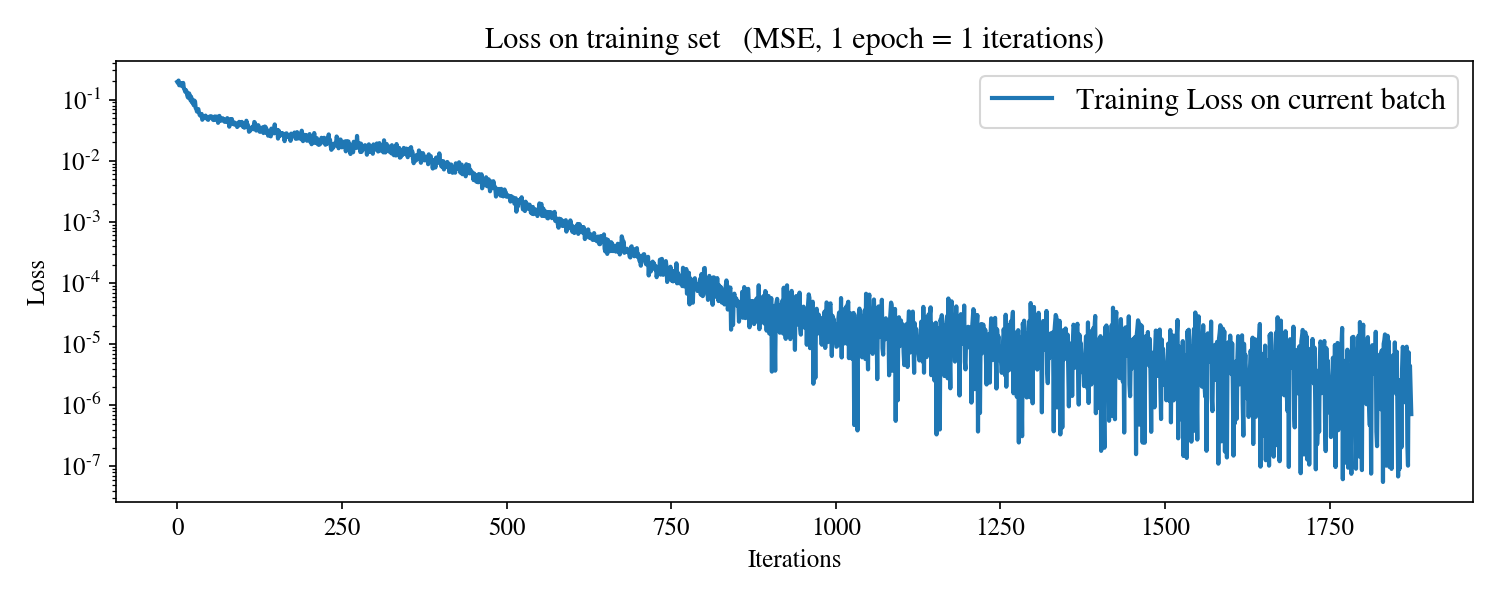 Loss on training set   (MSE, 1 epoch = 1 iterations)
Training Loss on current batch
Loss
10⁻¹
10⁻²
10⁻³
10⁻⁴
10⁻⁵
10⁻⁶
10⁻⁷
0 250 500 750 1000 1250 1500 1750
Iterations